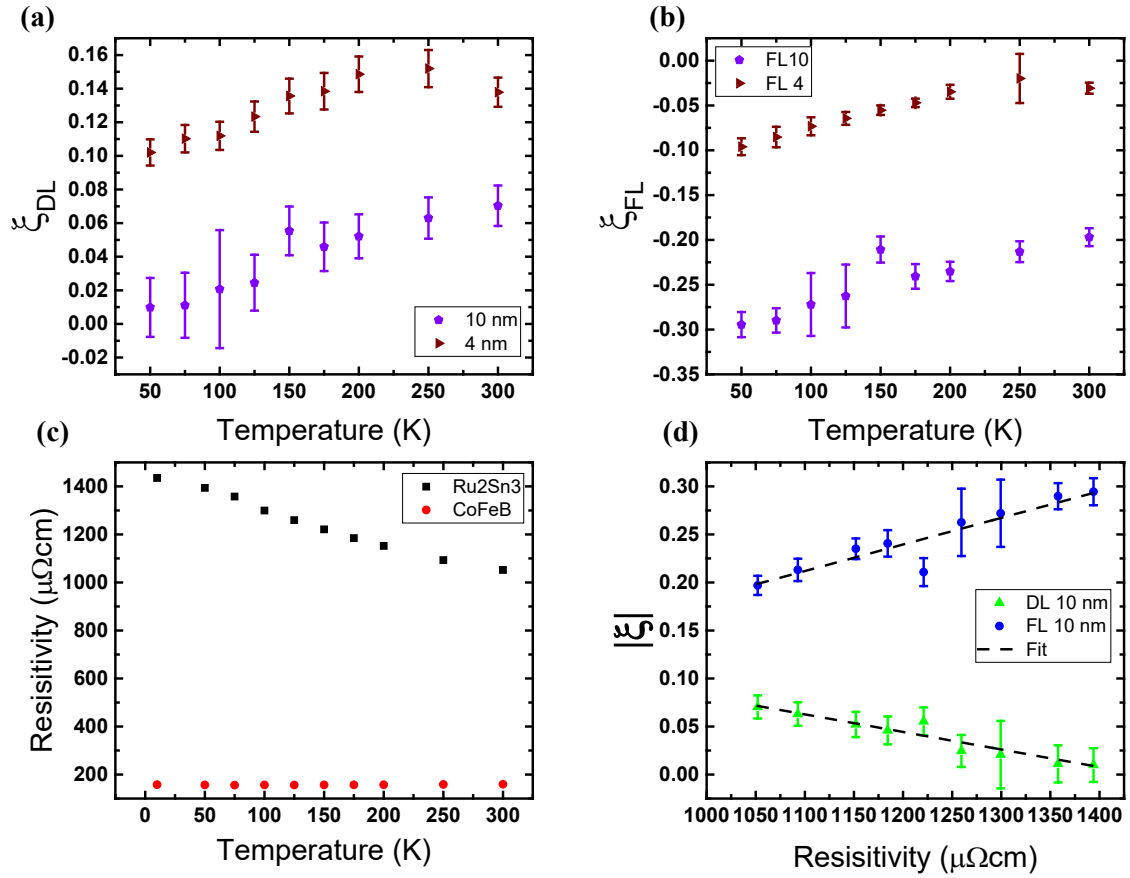 (a)
ξDL
0.16
0.14
0.12
0.10
0.08
0.06
0.04
0.02
0.00
-0.02
50 100 150 200 250 300
Temperature (K)
10 nm
4 nm
(b)
ξFL
0.00
-0.05
-0.10
-0.15
-0.20
-0.25
-0.30
-0.35
50 100 150 200 250 300
Temperature (K)
FL10
FL 4
(c)
Resisitivity (μΩcm)
1400
1200
1000
800
600
400
200
0 50 100 150 200 250 300
Temperature (K)
Ru2Sn3
CoFeB
(d)
|ξ|
0.30
0.25
0.20
0.15
0.10
0.05
0.00
1000 1050 1100 1150 1200 1250 1300 1350 1400
Resisitivity (μΩcm)
DL 10 nm
FL 10 nm
Fit